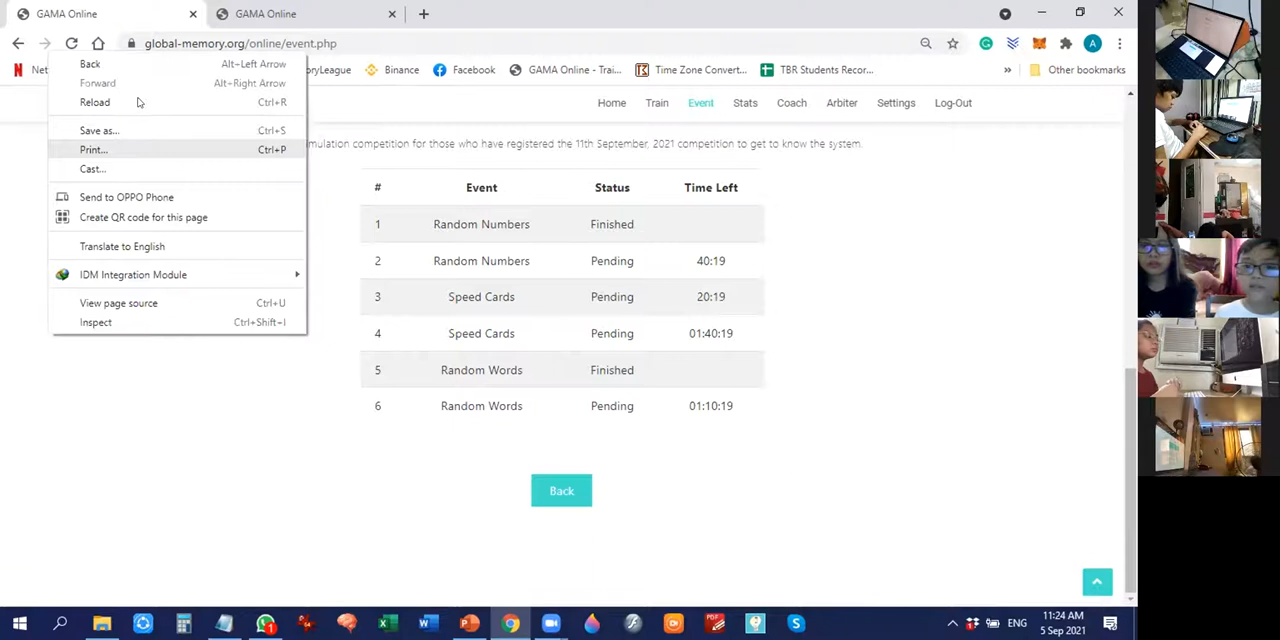 GAMA Online
GAMA Online
global-memory.org/online/event.php
Net
oryLeague
Binance
Facebook
GAMA Online - Trai...
Time Zone Convert...
TBR Students Recor...
Other bookmarks
Back Alt+Left Arrow
Forward Alt+Right Arrow
Reload Ctrl+R
Save as... Ctrl+S
Print... Ctrl+P
Cast...
Send to OPPO Phone
Create QR code for this page
Translate to English
IDM Integration Module
View page source Ctrl+U
Inspect Ctrl+Shift+I
Home Train Event Stats Coach Arbiter Settings Log-Out
mulation competition for those who have registered the 11th September, 2021 competition to get to know the system.
# Event Status Time Left
1 Random Numbers Finished
2 Random Numbers Pending 40:19
3 Speed Cards Pending 20:19
4 Speed Cards Pending 01:40:19
5 Random Words Finished
6 Random Words Pending 01:10:19
Back
ENG
11:24 AM
5 Sep 2021